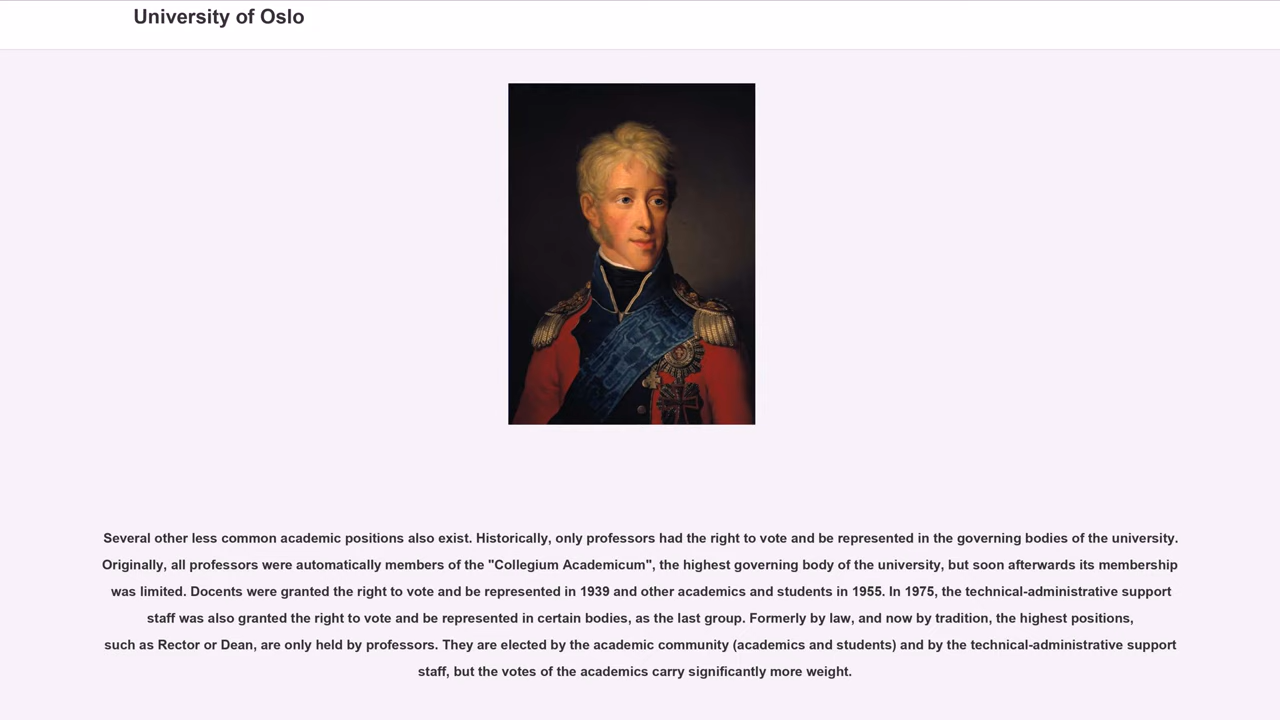 University of Oslo
Several other less common academic positions also exist. Historically, only professors had the right to vote and be represented in the governing bodies of the university.
Originally, all professors were automatically members of the "Collegium Academicum", the highest governing body of the university, but soon afterwards its membership
was limited. Docents were granted the right to vote and be represented in 1939 and other academics and students in 1955. In 1975, the technical-administrative support
staff was also granted the right to vote and be represented in certain bodies, as the last group. Formerly by law, and now by tradition, the highest positions,
such as Rector or Dean, are only held by professors. They are elected by the academic community (academics and students) and by the technical-administrative support
staff, but the votes of the academics carry significantly more weight.